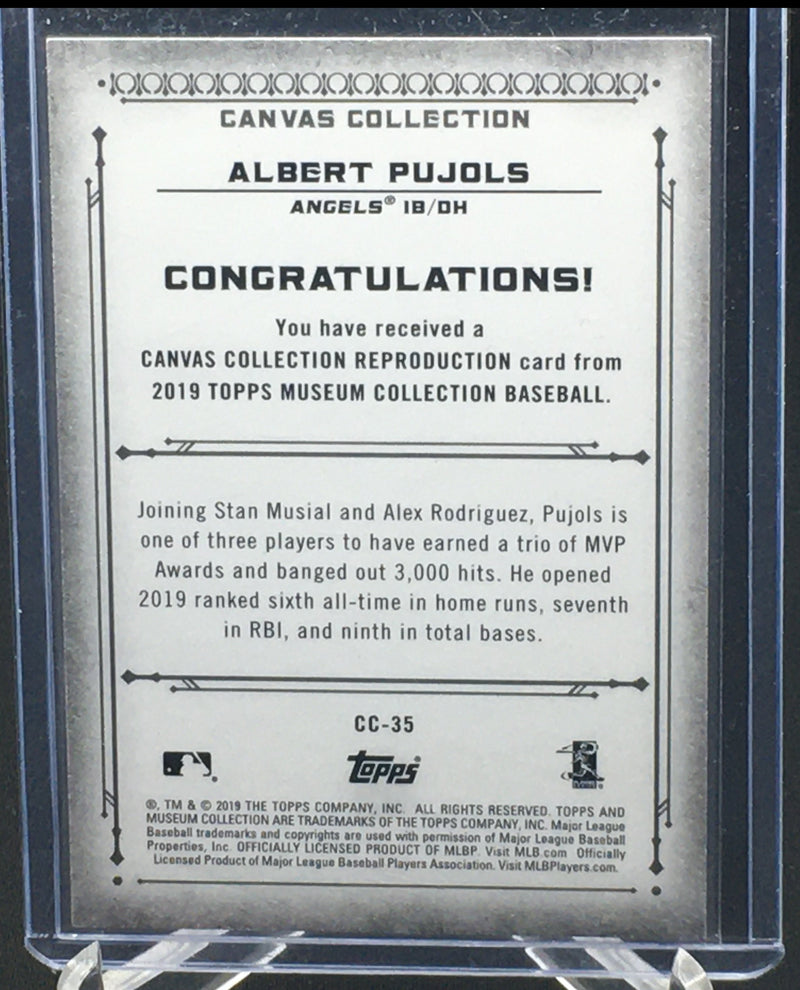 CANVAS COLLECTION
ALBERT PUJOLS
ANGELS® 1B/DH
CONGRATULATIONS!
You have received a
CANVAS COLLECTION REPRODUCTION card from
2019 TOPPS MUSEUM COLLECTION BASEBALL.
Joining Stan Musial and Alex Rodriguez, Pujols is
one of three players to have earned a trio of MVP
Awards and banged out 3,000 hits. He opened
2019 ranked sixth all-time in home runs, seventh
in RBI, and ninth in total bases.
CC-35
Topps
®, TM & © 2019 THE TOPPS COMPANY, INC. ALL RIGHTS RESERVED. TOPPS AND
MUSEUM COLLECTION ARE TRADEMARKS OF THE TOPPS COMPANY, INC. Major League
Baseball trademarks and copyrights are used with permission of Major League Baseball
Properties, Inc. OFFICIALLY LICENSED PRODUCT OF MLBP. Visit MLB.com Officially
Licensed Product of Major League Baseball Players Association. Visit MLBPlayers.com.